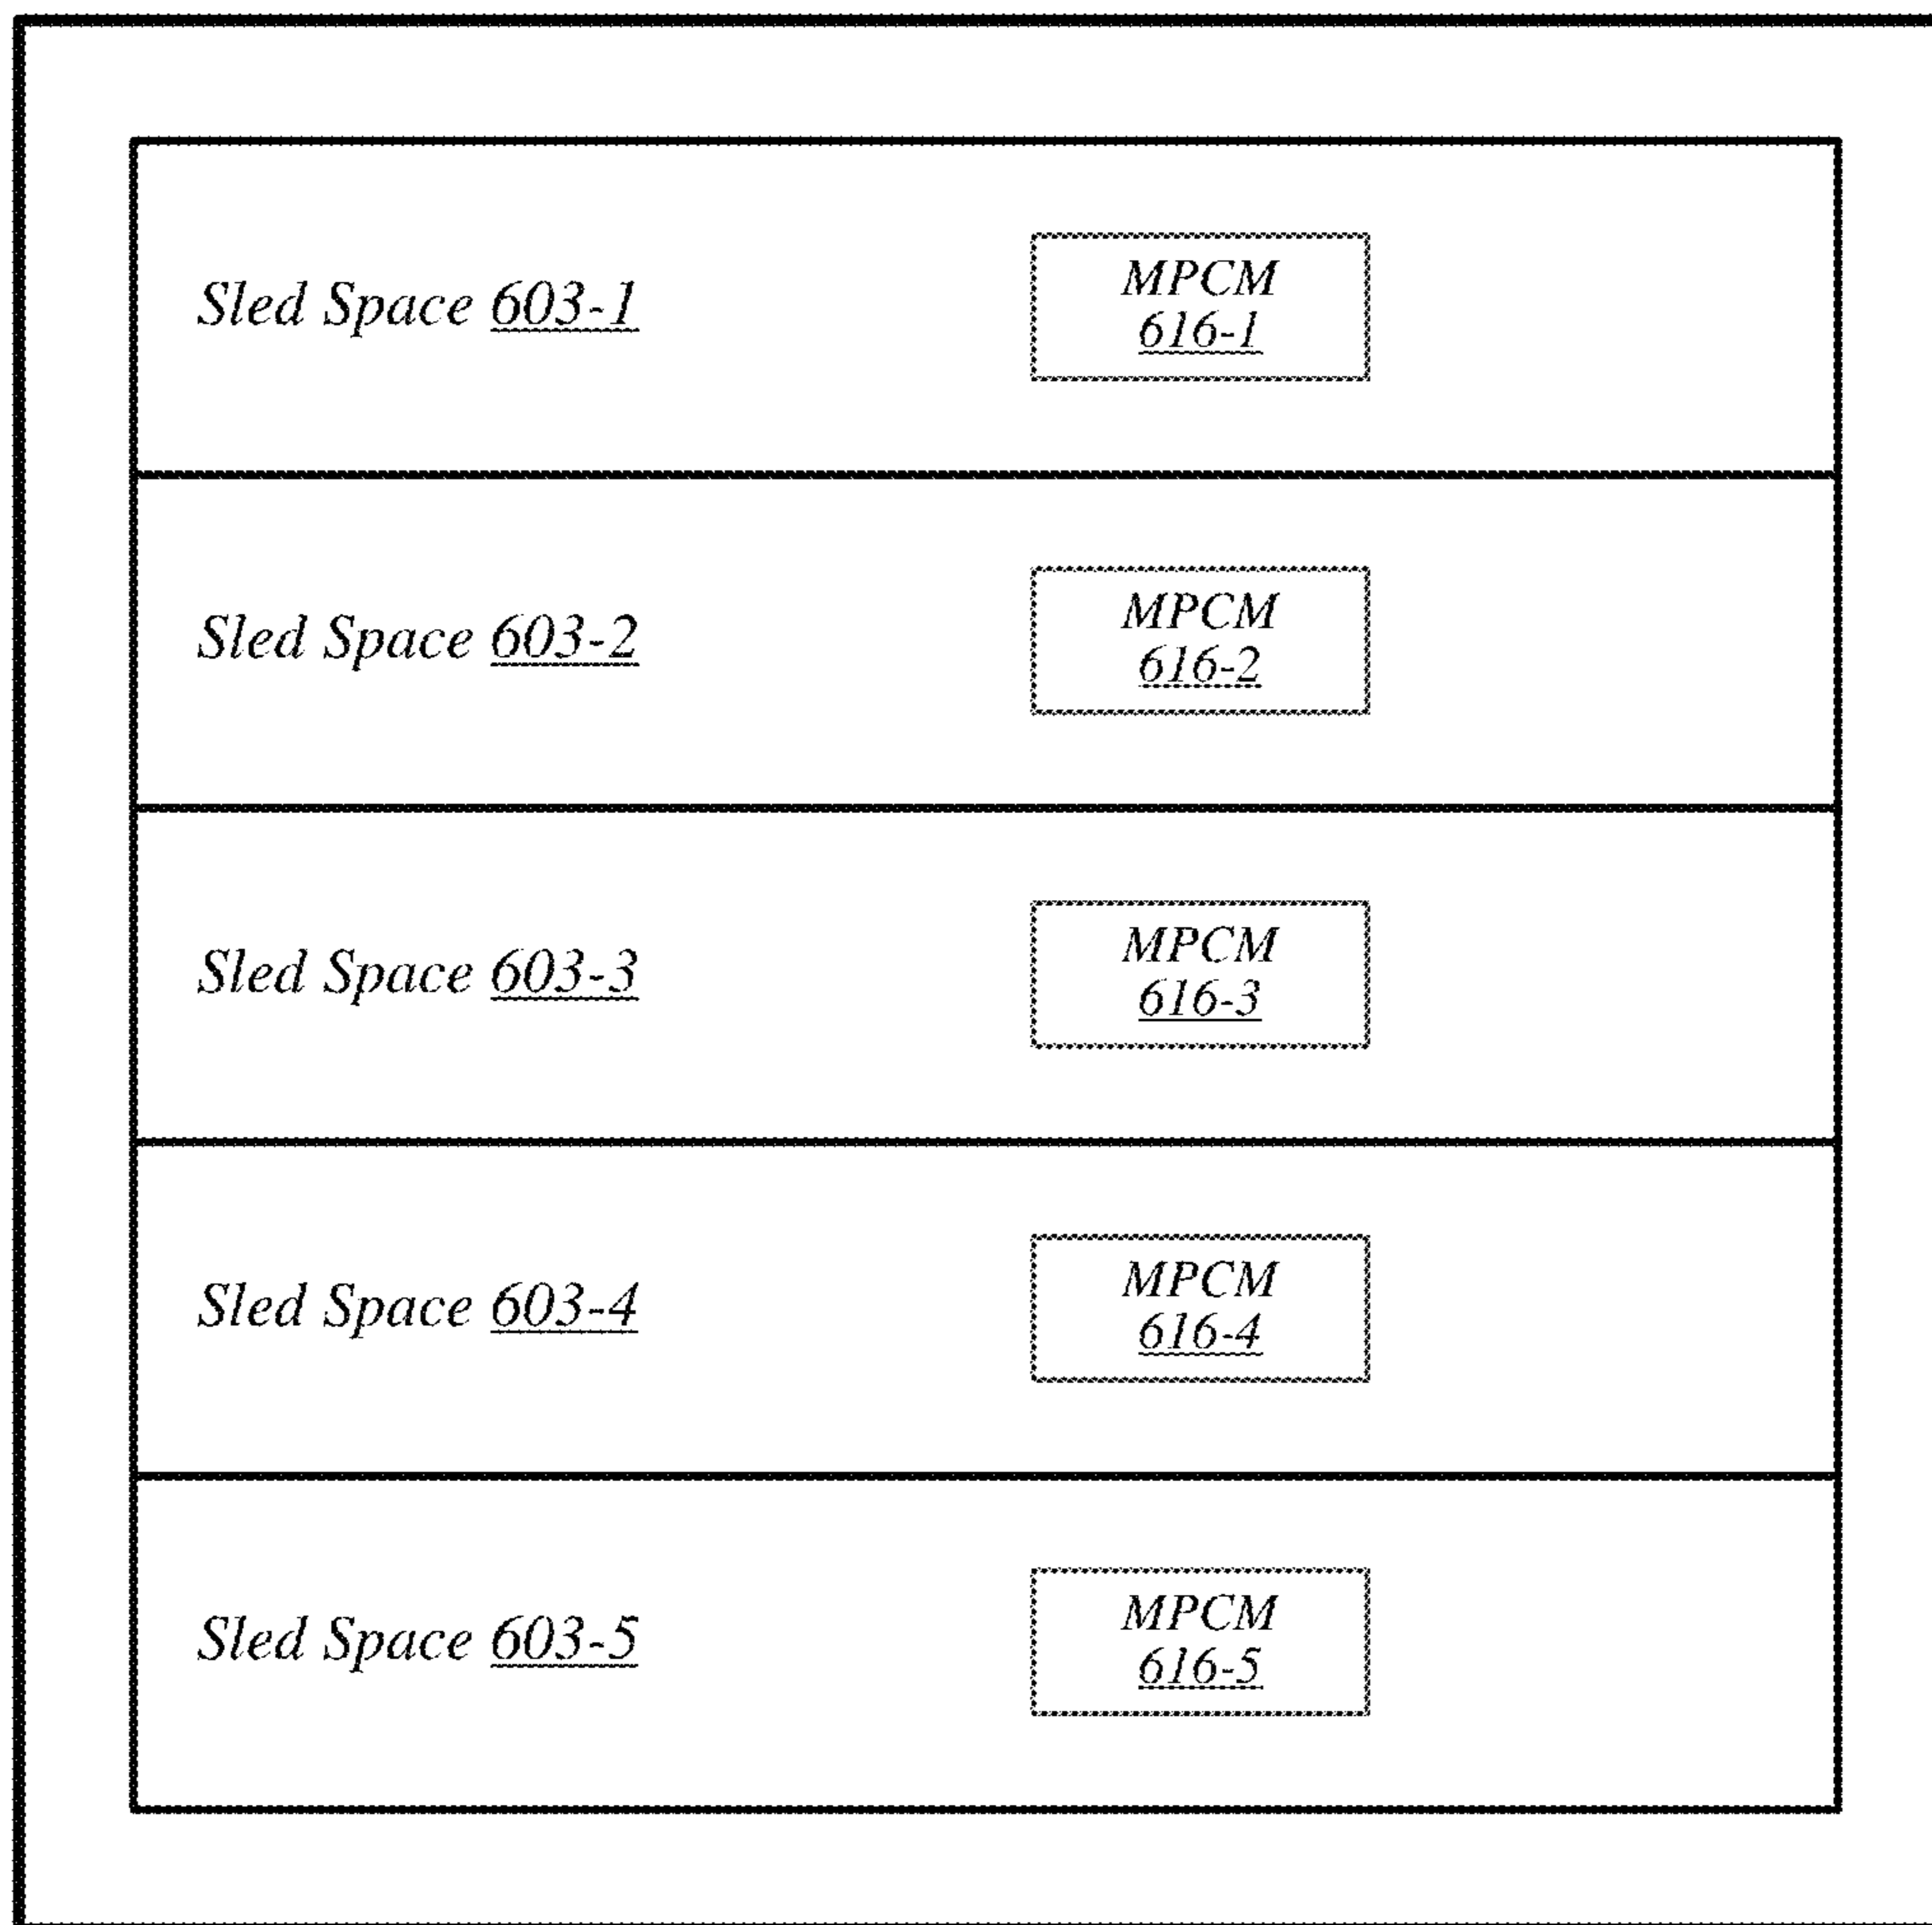 Sled Space 603-1
MPCM
616-1
Sled Space 603-2
MPCM
616-2
Sled Space 603-3
MPCM
616-3
Sled Space 603-4
MPCM
616-4
Sled Space 603-5
MPCM
616-5